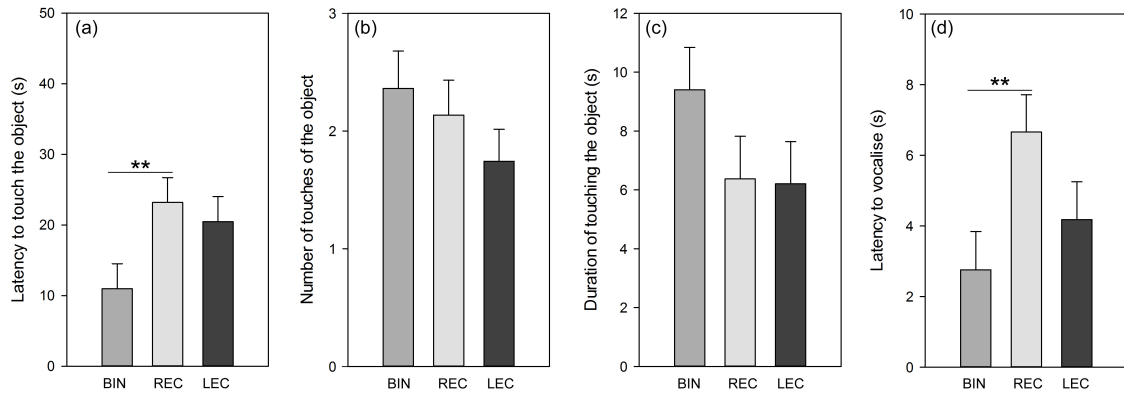 (a)
Latency to touch the object (s)
50
40
30
20
10
0
**
BIN REC LEC
(b)
Number of touches of the object
3
2
1
0
BIN REC LEC
(c)
Duration of touching the object (s)
12
10
8
6
4
2
0
BIN REC LEC
(d)
Latency to vocalise (s)
10
8
6
4
2
0
**
BIN REC LEC